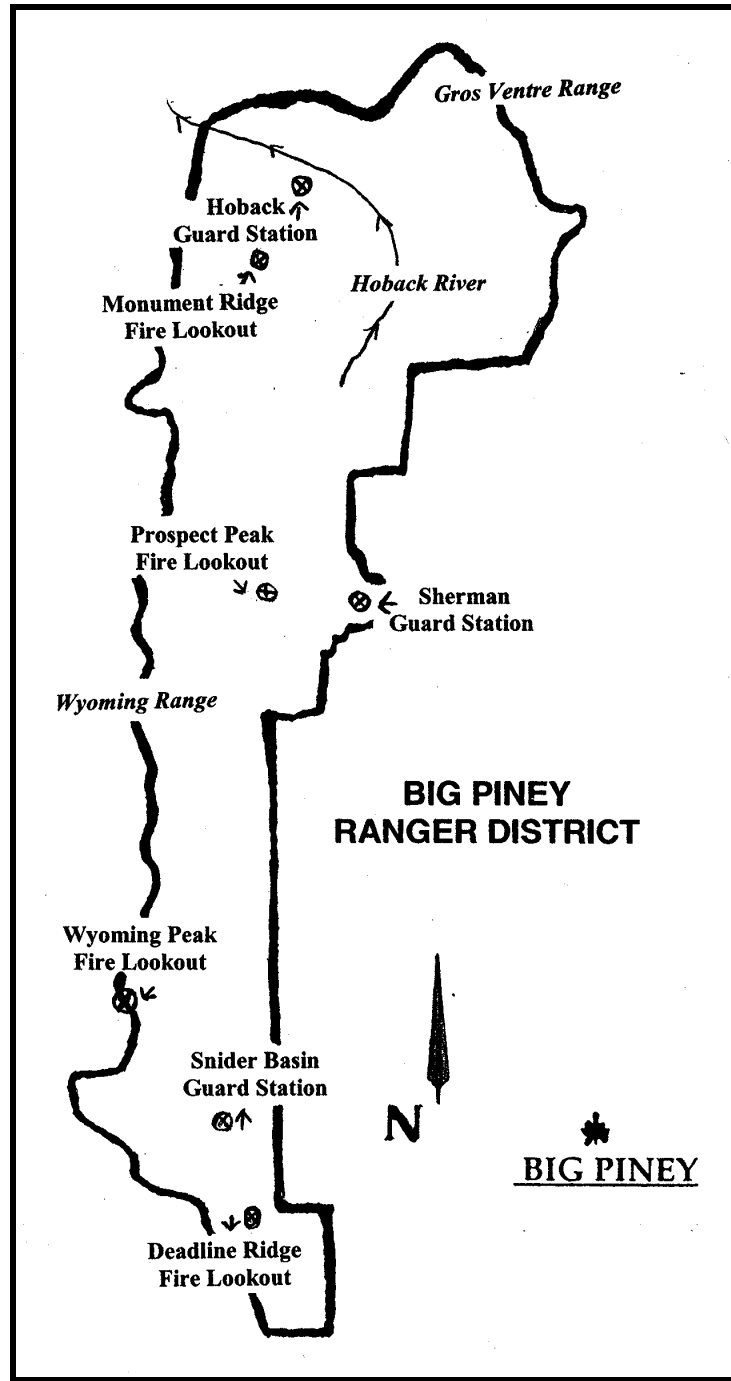 Gros Ventre Range
Hoback
Guard Station
Hoback River
Monument Ridge
Fire Lookout
Prospect Peak
Fire Lookout
Sherman
Guard Station
Wyoming Range
BIG PINEY
RANGER DISTRICT
Wyoming Peak
Fire Lookout
Snider Basin
Guard Station
N
BIG PINEY
Deadline Ridge
Fire Lookout